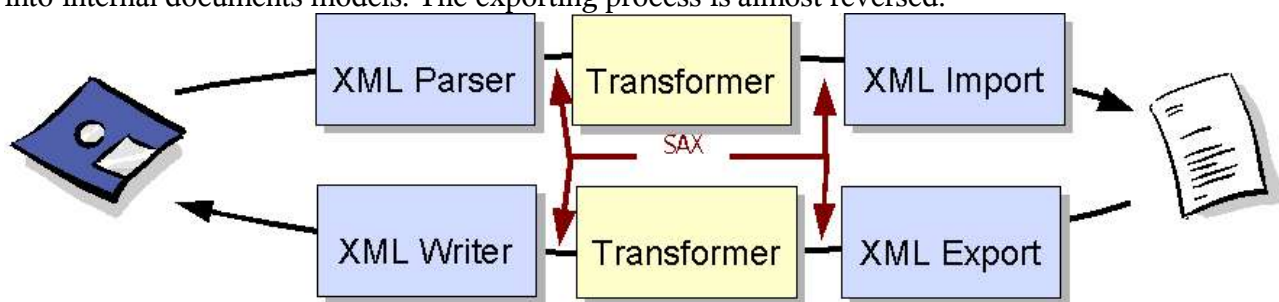 into internal documents models. The exporting process is almost reversed.
XML Parser
Transformer
XML Import
SAX
XML Writer
Transformer
XML Export